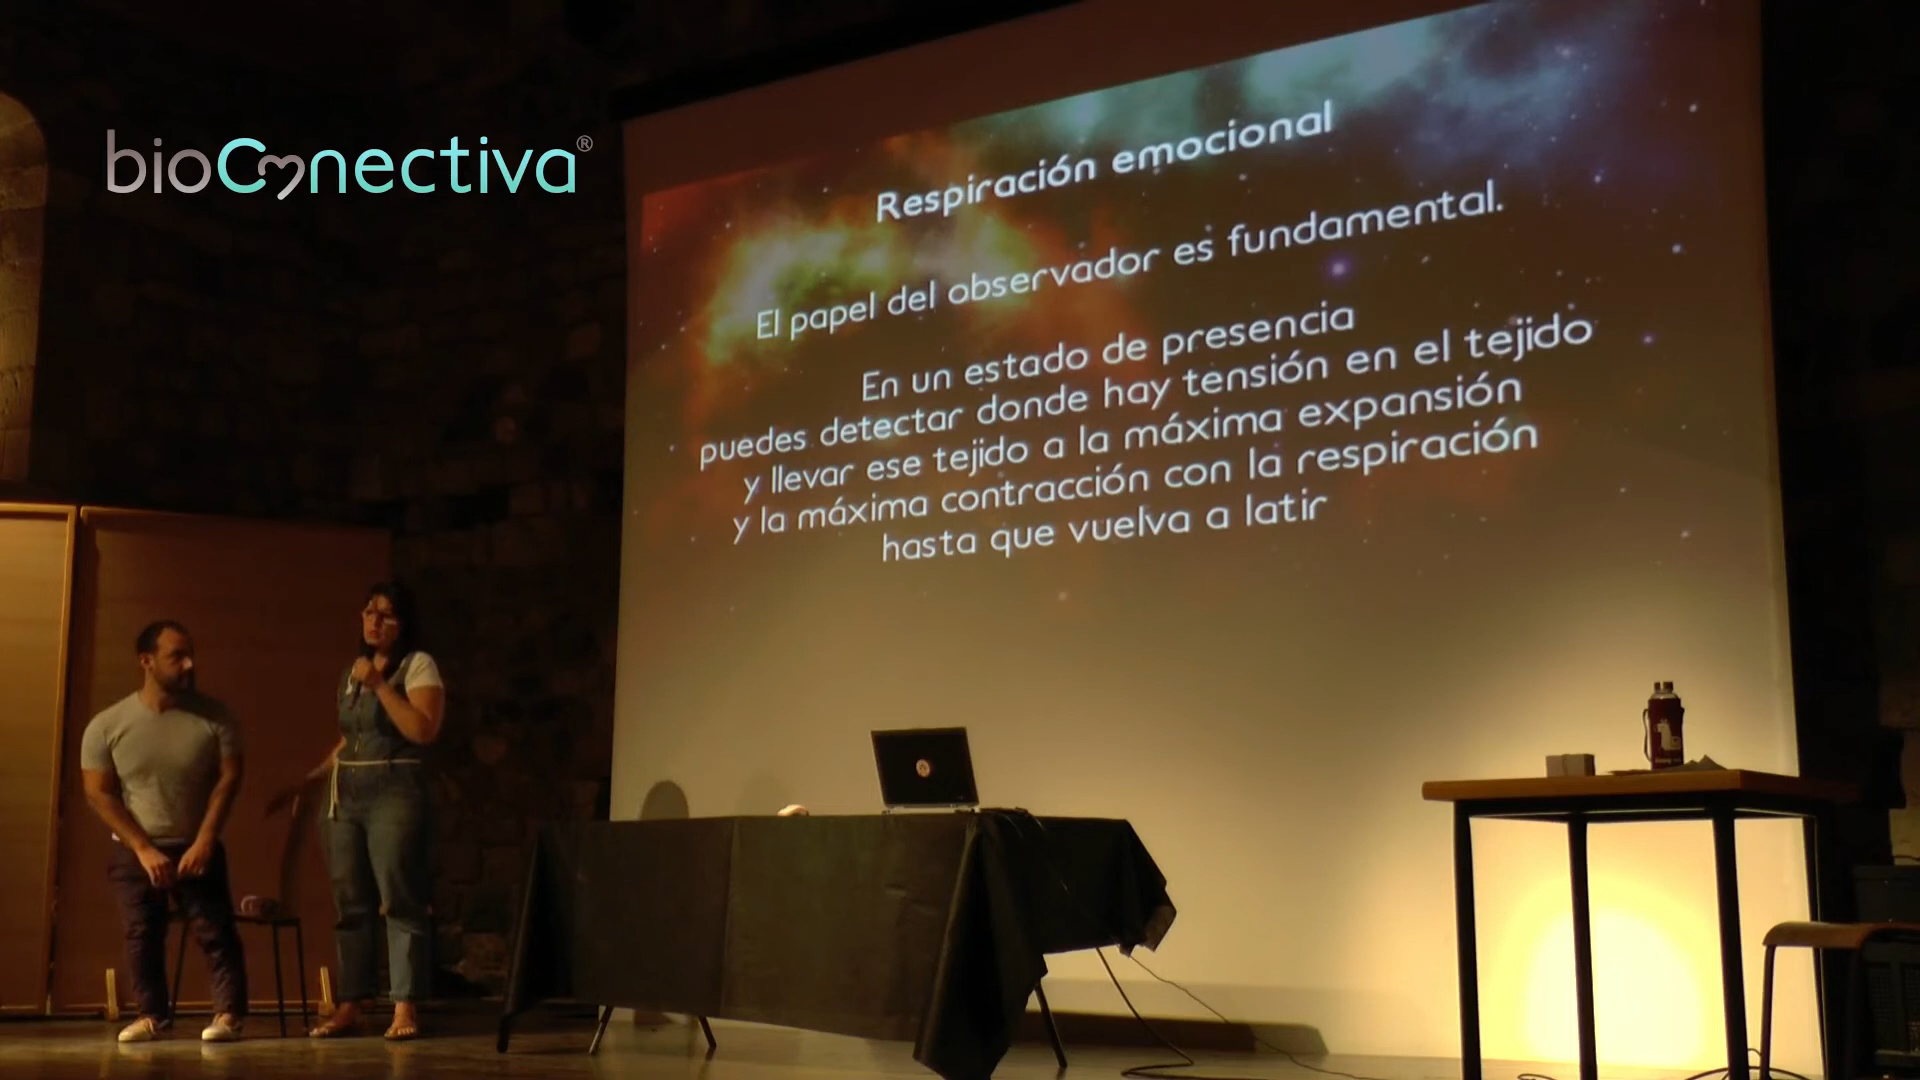 bioConectiva®
Respiración emocional
El papel del observador es fundamental.
En un estado de presencia
puedes detectar donde hay tensión en el tejido
y llevar ese tejido a la máxima expansión
y la máxima contracción con la respiración
hasta que vuelva a latir